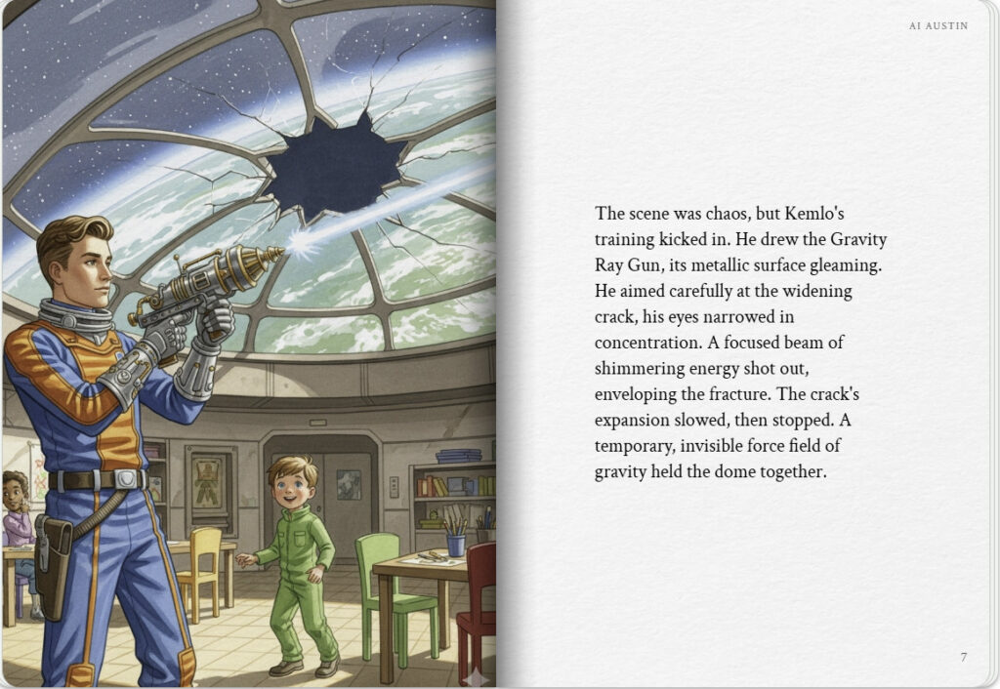 AI AUSTIN
The scene was chaos, but Kemlo's
training kicked in. He drew the Gravity
Ray Gun, its metallic surface gleaming.
He aimed carefully at the widening
crack, his eyes narrowed in
concentration. A focused beam of
shimmering energy shot out,
enveloping the fracture. The crack's
expansion slowed, then stopped. A
temporary, invisible force field of
gravity held the dome together.
7